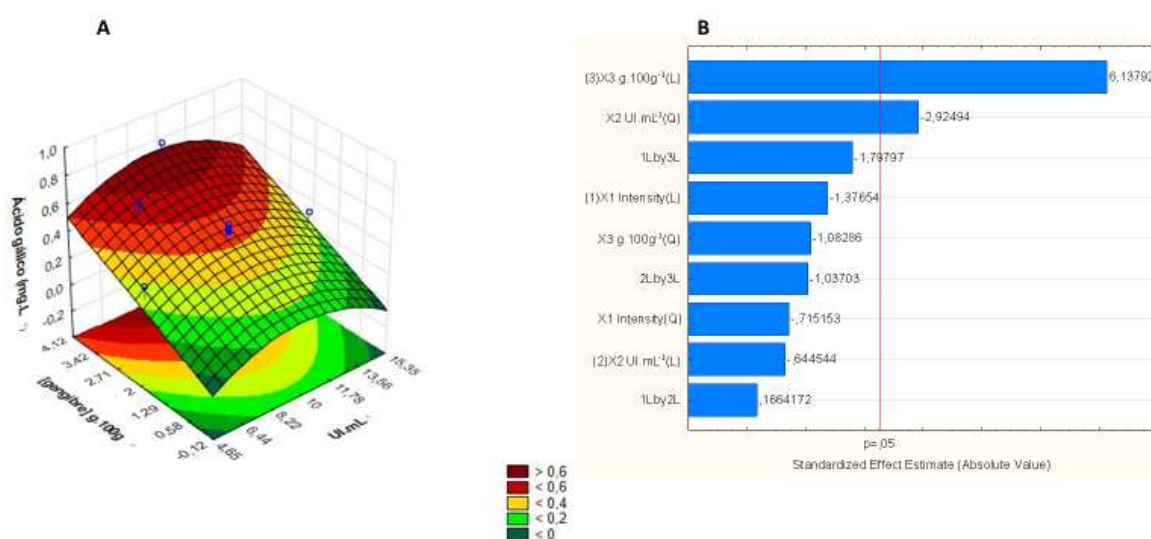 A
B
Ácido gálico (mg.L⁻¹)
1,0
0,8
0,6
0,4
0,2
0,0
-0,2
4,12
3,42
2,71
2
1,29
0,58
-0,12
[gengibre] g.100g⁻
4,65
6,44
8,22
10
11,78
13,56
15,35
UI.mL⁻
> 0,6
< 0,6
< 0,4
< 0,2
< 0
(3)X3 g.100g⁻¹(L)
6,13792
X2 UI.mL⁻¹(Q)
-2,92494
1Lby3L
-1,79797
(1)X1 Intensity(L)
-1,37654
X3 g.100g⁻¹(Q)
-1,08286
2Lby3L
-1,03703
X1 Intensity(Q)
-,715153
(2)X2 UI.mL⁻¹(L)
-,644544
1Lby2L
,1664172
p=,05
Standardized Effect Estimate (Absolute Value)